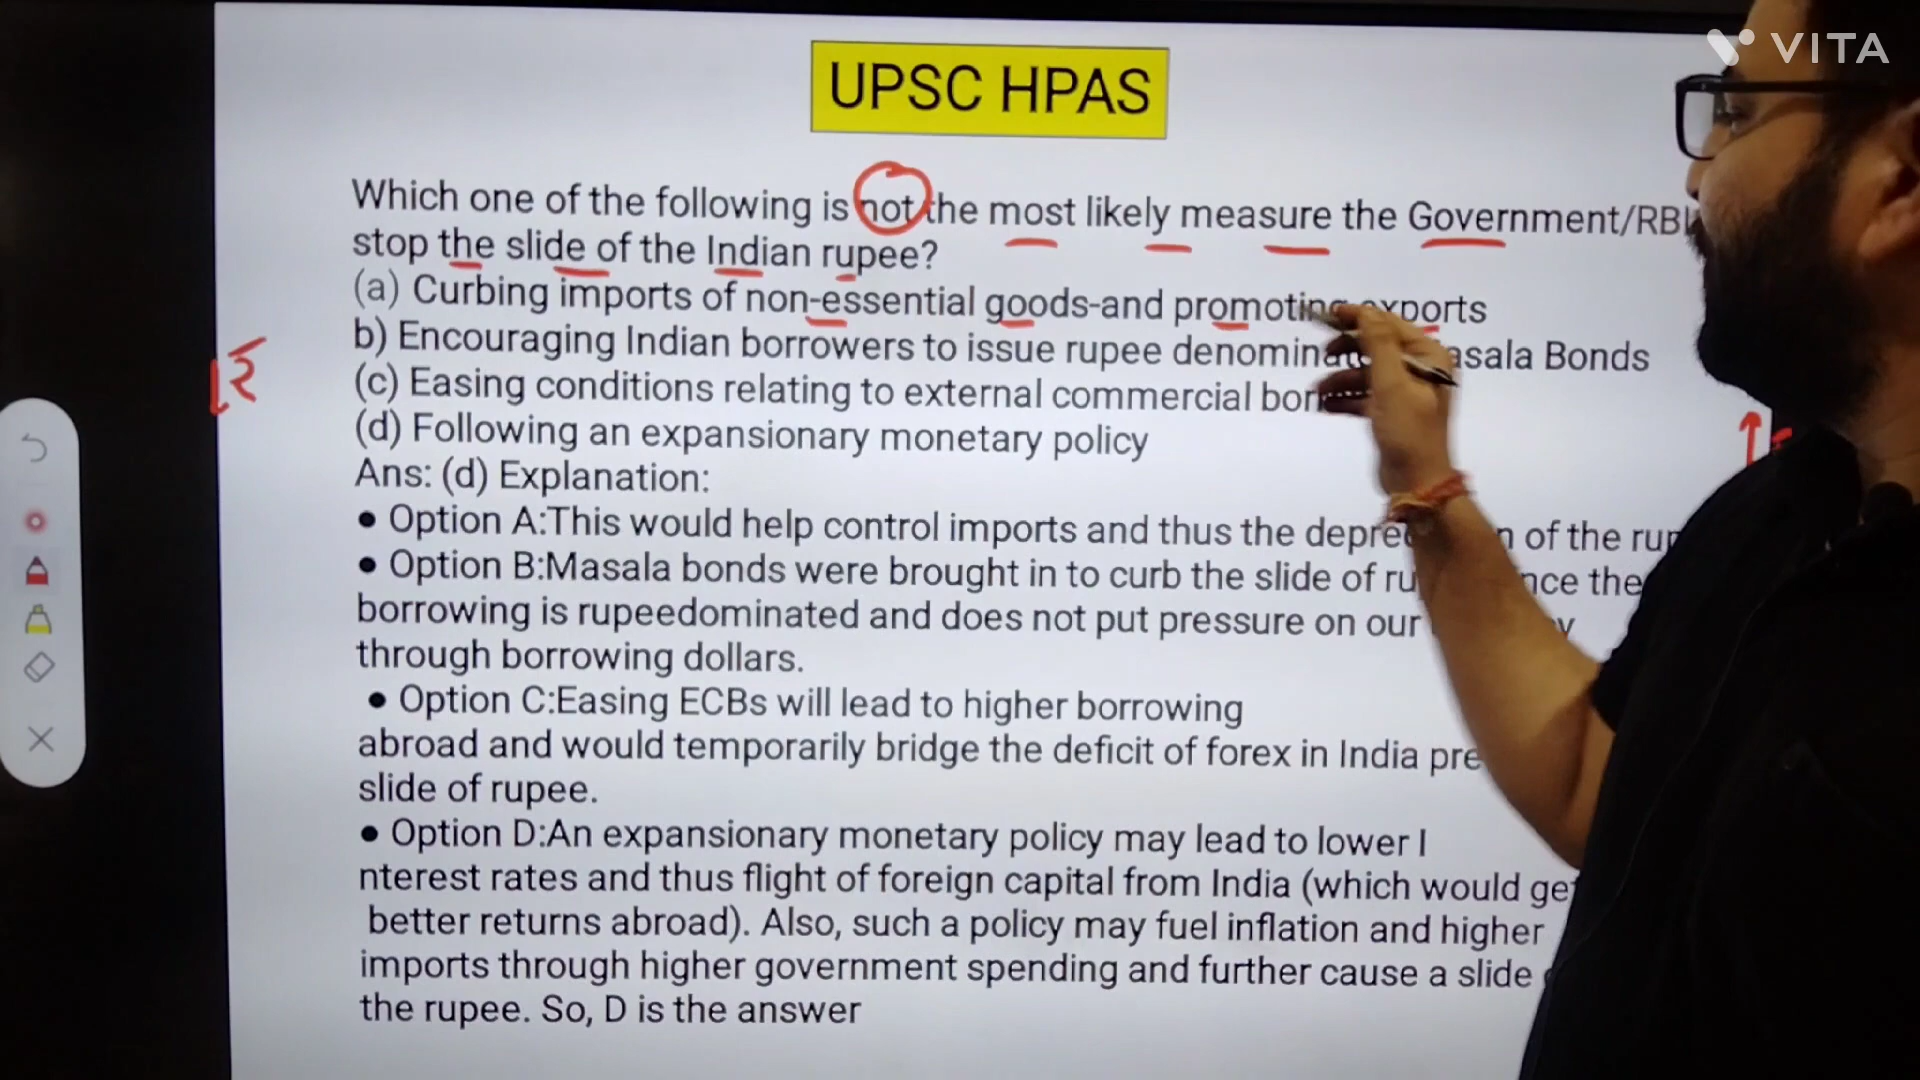 VITA
UPSC HPAS
Which one of the following is not the most likely measure the Government/RBI
stop the slide of the Indian rupee?
(a) Curbing imports of non-essential goods-and promoting exports
b) Encouraging Indian borrowers to issue rupee Bonds
(c) Easing conditions relating to external commercial
(d) Following an expansionary monetary policy
Ans: (d) Explanation:
● Option A:This would help control imports and thus the of the
● Option B:Masala bonds were brought in to curb the slide of the
borrowing is rupeedominated and does not put pressure on our
through borrowing dollars.
● Option C:Easing ECBs will lead to higher borrowing
abroad and would temporarily bridge the deficit of forex in India
slide of rupee.
● Option D:An expansionary monetary policy may lead to lower I
nterest rates and thus flight of foreign capital from India (which would
better returns abroad). Also, such a policy may fuel inflation and higher
imports through higher government spending and further cause a slide
the rupee. So, D is the answer